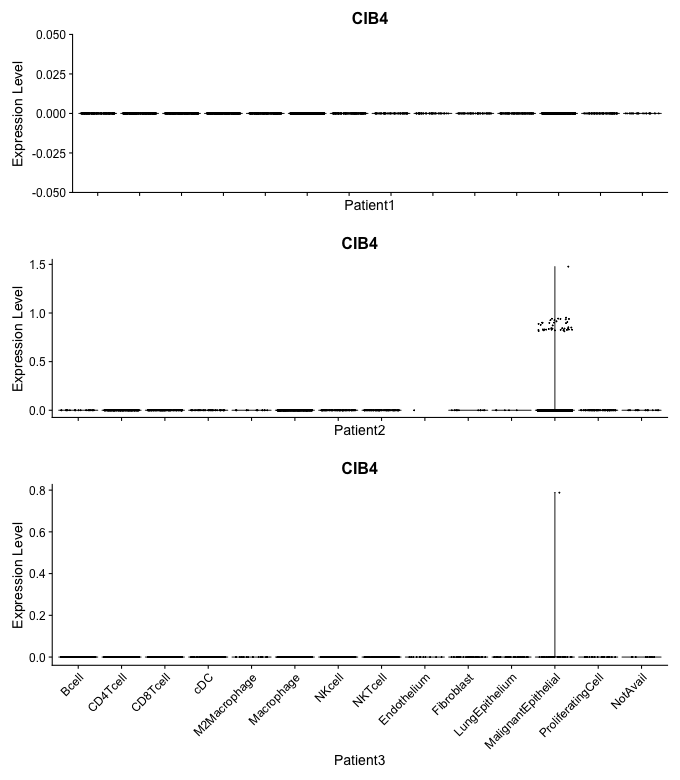 CIB4
Expression Level
0.050
0.025
0.000
-0.025
-0.050
Patient1
CIB4
Expression Level
1.5
1.0
0.5
0.0
Patient2
CIB4
Expression Level
0.8
0.6
0.4
0.2
0.0
Bcell
CD4Tcell
CD8Tcell
cDC
M2Macrophage
Macrophage
NKcell
NKTcell
Endothelium
Fibroblast
LungEpithelium
MalignantEpithelial
ProliferatingCell
NotAvail
Patient3